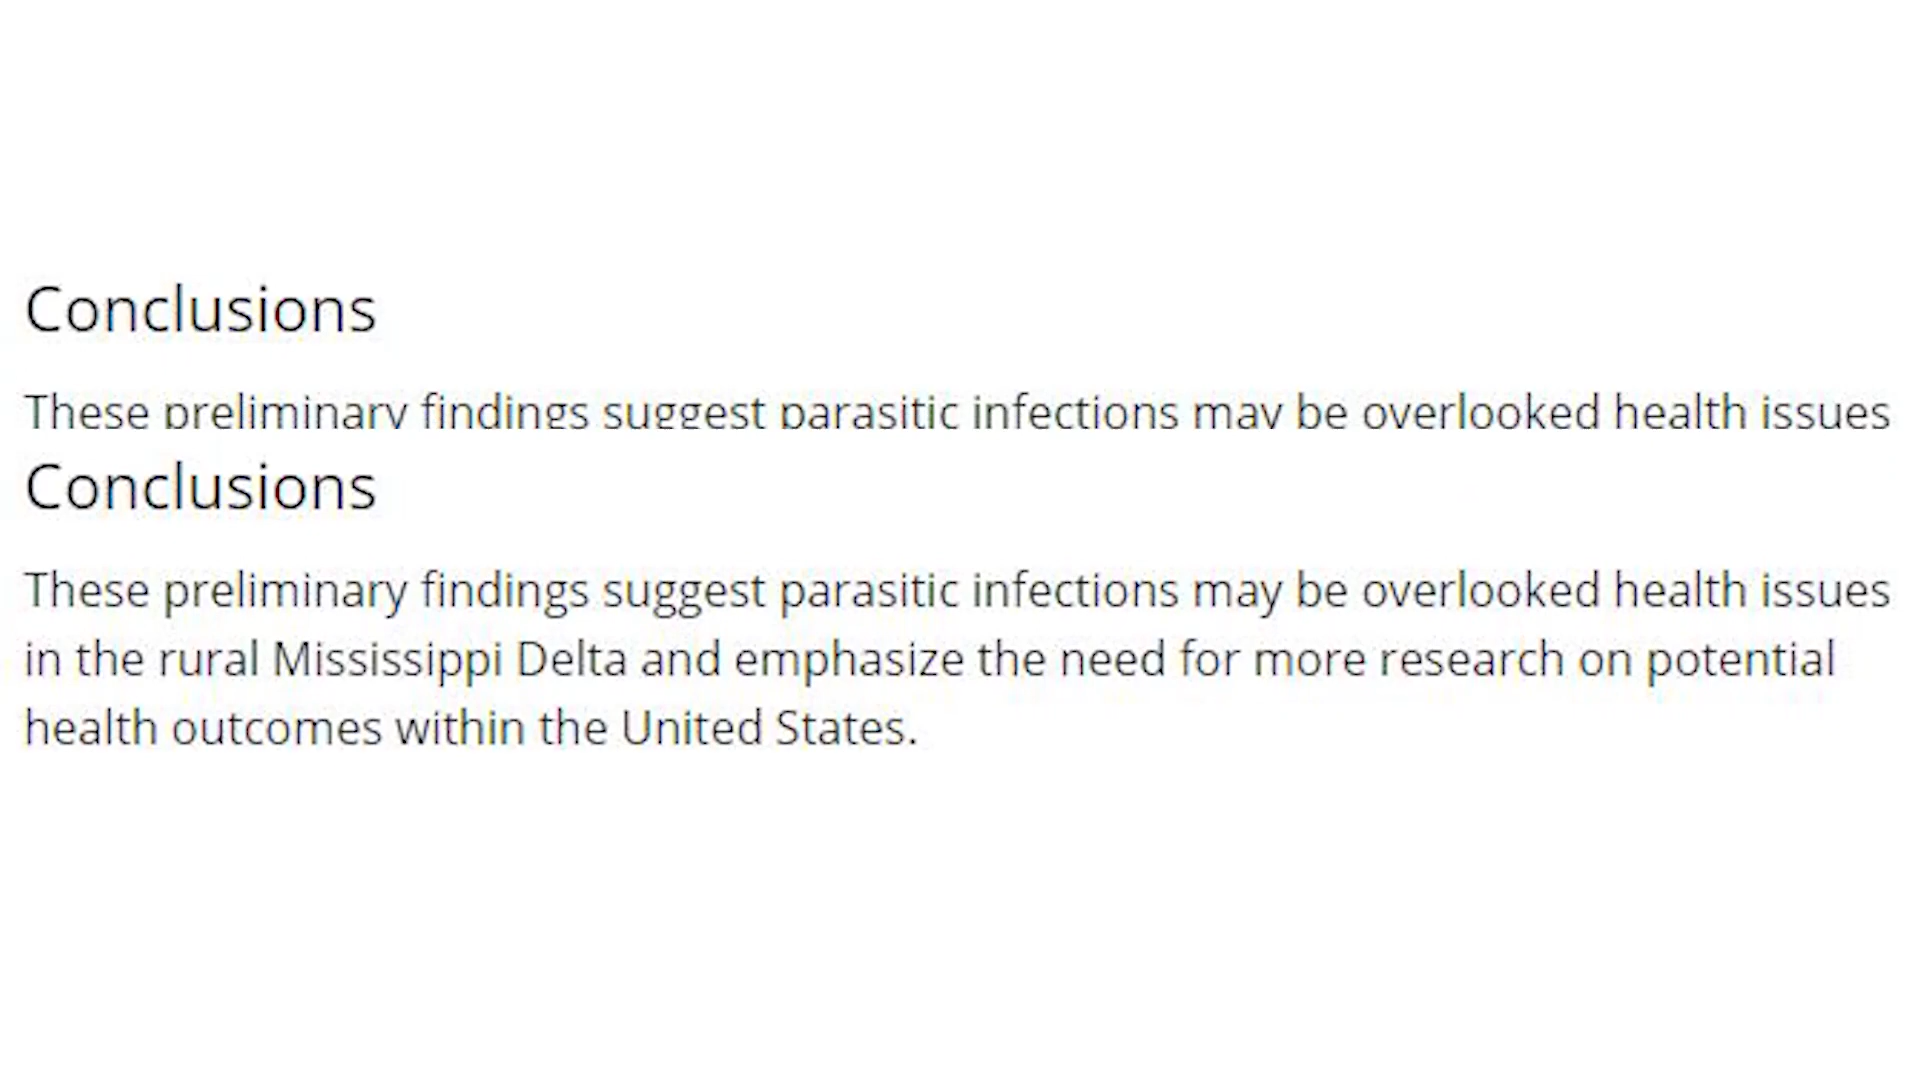 Conclusions
These preliminary findings suggest parasitic infections may be overlooked health issues
Conclusions
These preliminary findings suggest parasitic infections may be overlooked health issues
in the rural Mississippi Delta and emphasize the need for more research on potential
health outcomes within the United States.